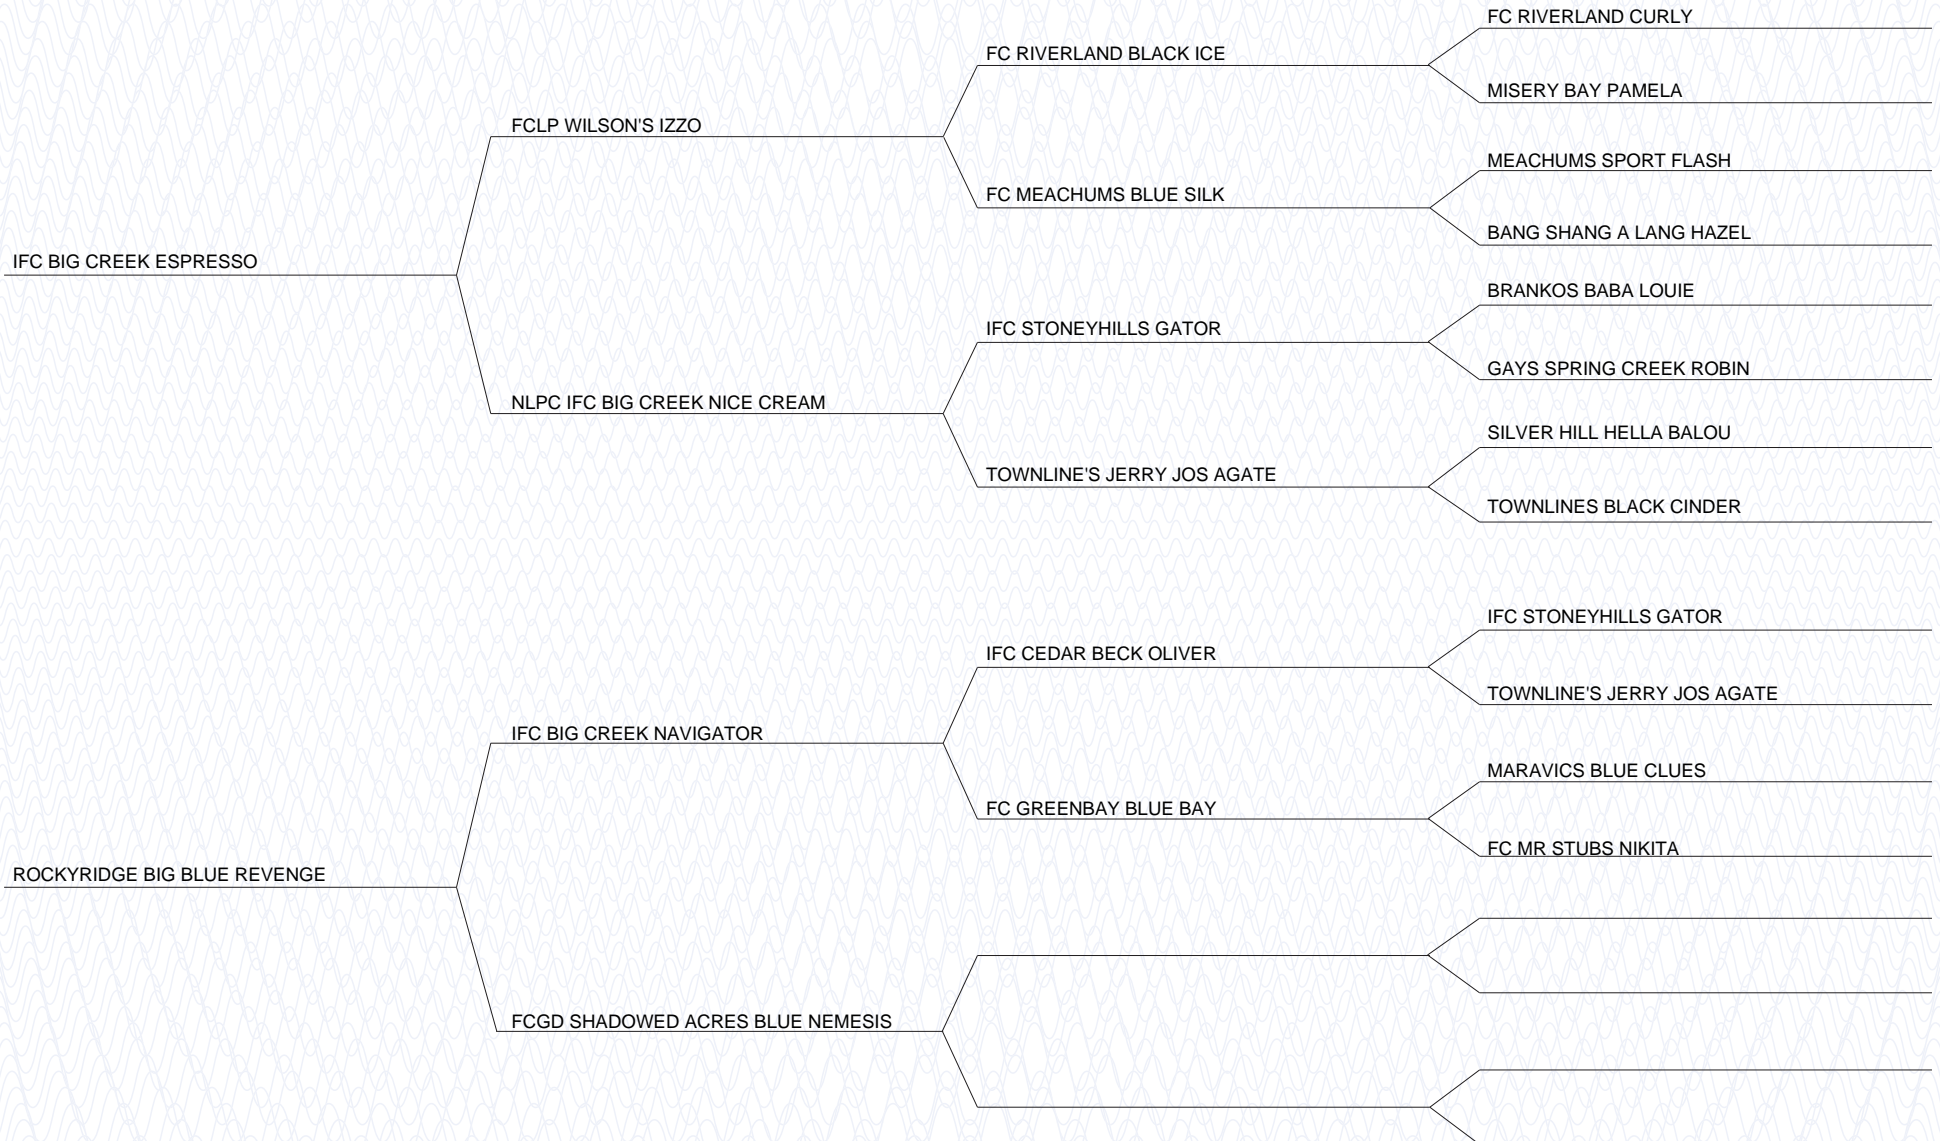 FC RIVERLAND CURLY
FC RIVERLAND BLACK ICE
MISERY BAY PAMELA
FCLP WILSON'S IZZO
MEACHUMS SPORT FLASH
FC MEACHUMS BLUE SILK
BANG SHANG A LANG HAZEL
IFC BIG CREEK ESPRESSO
BRANKOS BABA LOUIE
IFC STONEYHILLS GATOR
GAYS SPRING CREEK ROBIN
NLPC IFC BIG CREEK NICE CREAM
SILVER HILL HELLA BALOU
TOWNLINE'S JERRY JOS AGATE
TOWNLINES BLACK CINDER
IFC STONEYHILLS GATOR
IFC CEDAR BECK OLIVER
TOWNLINE'S JERRY JOS AGATE
IFC BIG CREEK NAVIGATOR
MARAVICS BLUE CLUES
FC GREENBAY BLUE BAY
FC MR STUBS NIKITA
ROCKYRIDGE BIG BLUE REVENGE
FCGD SHADOWED ACRES BLUE NEMESIS